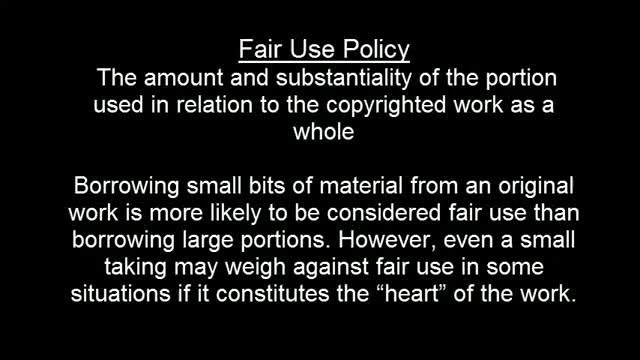 Fair Use Policy
The amount and substantiality of the portion
used in relation to the copyrighted work as a
whole
Borrowing small bits of material from an original
work is more likely to be considered fair use than
borrowing large portions. However, even a small
taking may weigh against fair use in some
situations if it constitutes the “heart” of the work.